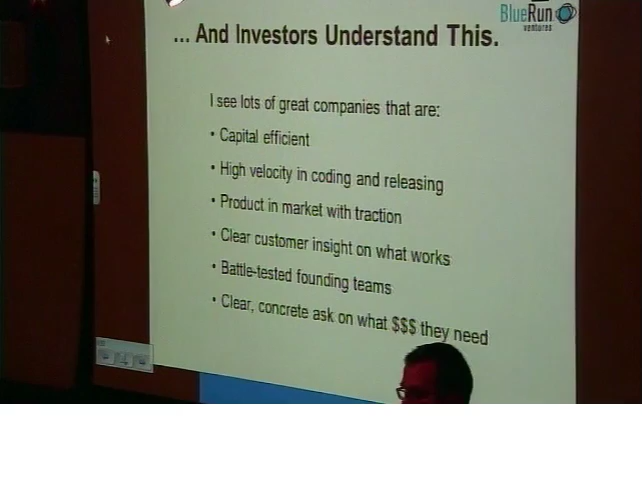 BlueRun
ventures
... And Investors Understand This.
I see lots of great companies that are:
• Capital efficient
• High velocity in coding and releasing
• Product in market with traction
• Clear customer insight on what works
• Battle-tested founding teams
• Clear, concrete ask on what $$$ they need